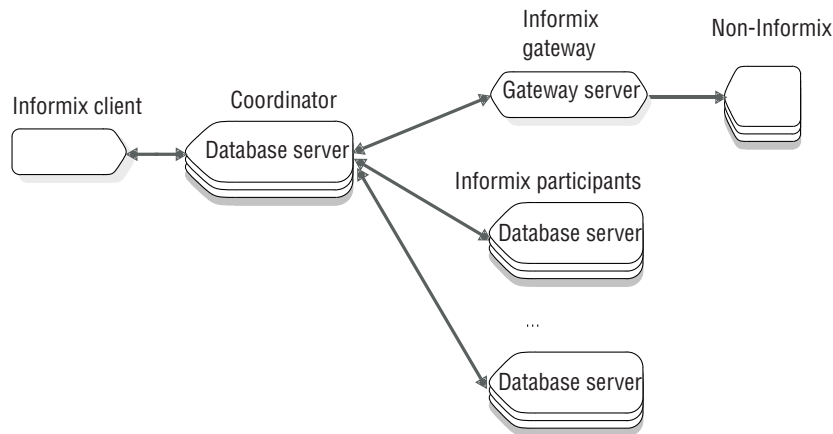 Informix
gateway
Non-Informix
Informix client
Coordinator
Gateway server
Database server
Informix participants
Database server
...
Database server